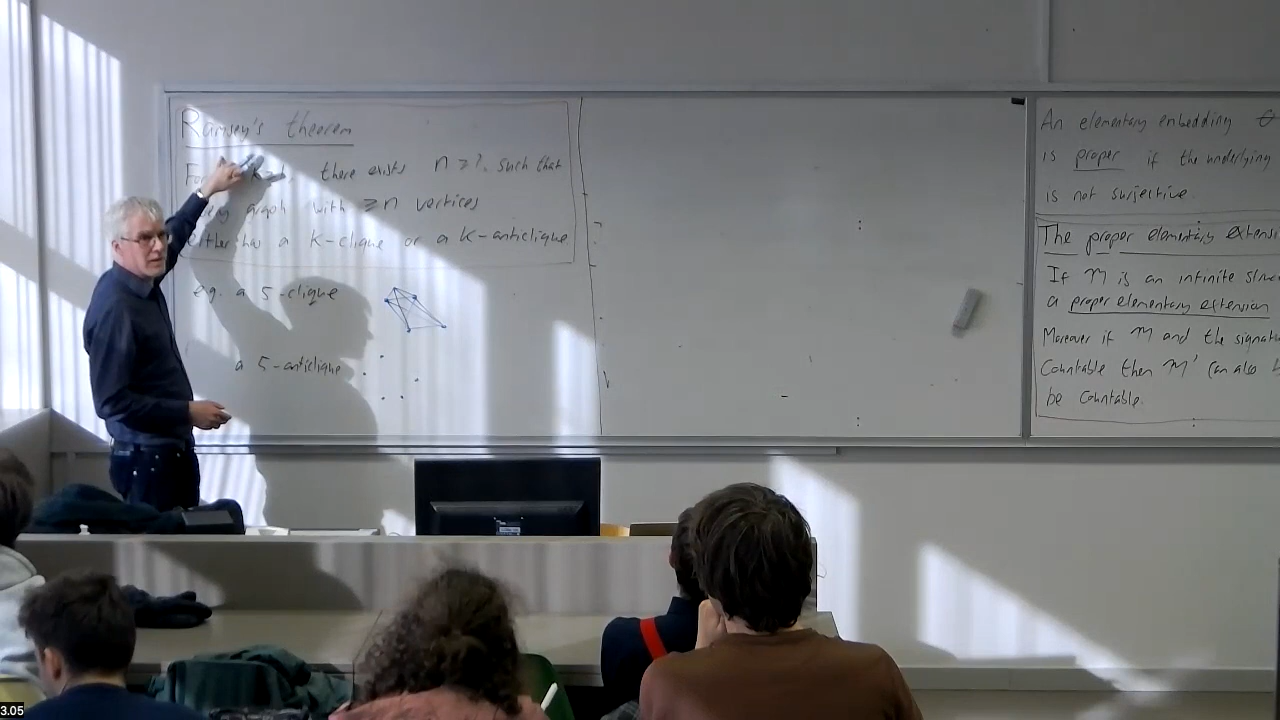 Ramsey's theorem
there exists n ≥ ?, such that
graph with ≥n vertices
either has a K-clique or a K-anticlique
e.g. a 5-clique
a 5-anticlique
An elementary embedding
is proper if the underlying
is not surjective.
The proper elementary extensi
If M is an infinite struc
a proper elementary extension
Moreover if M and the signatu
Countable then M' can also b
be countable.
3.05